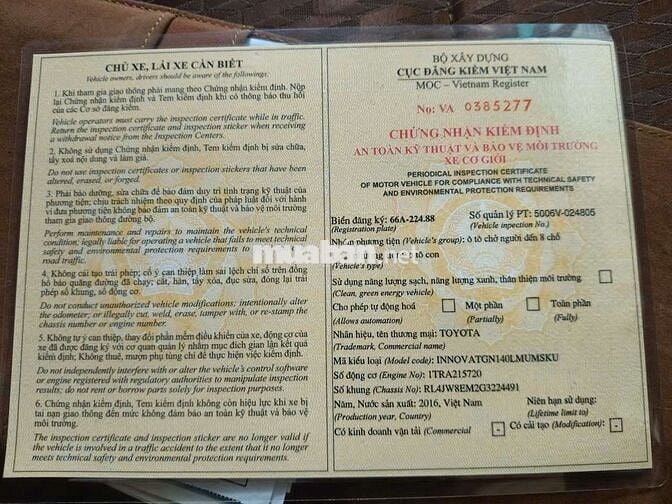 CHỦ XE, LÁI XE CẦN BIẾT
Vehicle owners, drivers should be aware of the followings:
1. Khi tham gia giao thông phải mang theo Chứng nhận kiểm định. Nộp
lại Chứng nhận kiểm định và Tem kiểm định khi có thông báo thu hồi
của các Cơ sở đăng kiểm.
Vehicle operators must carry the inspection certificate while in traffic.
Return the inspection certificate and inspection sticker when receiving
a withdrawal notice from the Inspection Centers.
2. Không sử dụng Chứng nhận kiểm định, Tem kiểm định bị sửa chữa,
tẩy xoá nội dung và làm giả.
Do not use inspection certificates or inspection stickers that have been
altered, erased, or forged.
3. Phải bảo dưỡng, sửa chữa để bảo đảm duy trì tình trạng kỹ thuật của
phương tiện; chịu trách nhiệm theo quy định của pháp luật đối với hành
vi đưa phương tiện không bảo đảm an toàn kỹ thuật và bảo vệ môi trường
tham gia giao thông đường bộ.
Perform maintenance and repairs to maintain the vehicle's technical
condition; legally liable for operating a vehicle that fails to meet technical
safety and environmental protection requirements to
road traffic.
4. Không cải tạo trái phép; cố ý can thiệp làm sai lệch chỉ số trên đồng
hồ báo quãng đường đã chạy; cắt, hàn, tẩy xóa, đục sửa, đóng lại trái
phép số khung, số động cơ.
Do not conduct unauthorized vehicle modifications; intentionally alter
the odometer; or illegally cut, weld, erase, tamper with, or re-stamp the
chassis number or engine number.
5. Không tự ý can thiệp, thay đổi phần mềm điều khiển của xe, động cơ của
xe đã được đăng ký với cơ quan quản lý nhằm mục đích gian lận kết quả
kiểm định; Không thuê, mượn phụ tùng chỉ để thực hiện việc kiểm định.
Do not independently interfere with or alter the vehicle's control software
or engine registered with regulatory authorities to manipulate inspection
results; do not rent or borrow parts solely for inspection purposes.
6. Chứng nhận kiểm định, Tem kiểm định không còn hiệu lực khi xe bị
tai nạn giao thông đến mức không đảm bảo an toàn kỹ thuật và bảo vệ môi
trường.
The inspection certificate and inspection sticker are no longer valid if
the vehicle is involved in a traffic accident to the extent that it no longer
meets technical safety and environmental protection requirements.
BỘ XÂY DỰNG
CỤC ĐĂNG KIỂM VIỆT NAM
MOC – Vietnam Register
No: VA 0385277
CHỨNG NHẬN KIỂM ĐỊNH
AN TOÀN KỸ THUẬT VÀ BẢO VỆ MÔI TRƯỜNG
XE CƠ GIỚI
PERIODICAL INSPECTION CERTIFICATE
OF MOTOR VEHICLE FOR COMPLIANCE WITH TECHNICAL SAFETY
AND ENVIRONMENTAL PROTECTION REQUIREMENTS
Biển đăng ký: 66A-224.88 Số quản lý PT: 5006V-024805
(Registration plate) (Vehicle inpection No.)
Nhóm phương tiện (Vehicle's group): ô tô chở người đến 8 chỗ
ô tô con
(Vehicle's type)
muaban.net
Sử dụng năng lượng sạch, năng lượng xanh, thân thiện môi trường
(Clean, green energy vehicle)
Cho phép tự động hoá Một phần Toàn phần
(Allows automation) (Partially) (Fully)
Nhãn hiệu, tên thương mại: TOYOTA
(Trademark, Commercial name)
Mã kiểu loại (Model code): INNOVATGN140LMUMSKU
Số động cơ (Engine No): 1TRA215720
Số khung (Chassis No): RL4JW8EM2G3224491
Năm, Nước sản xuất: 2016, Việt Nam Niên hạn sử dụng:
(Production year, Country) (Lifetime limit to)
Có kinh doanh vận tải (Commercial - Có cải tạo (Modification): -